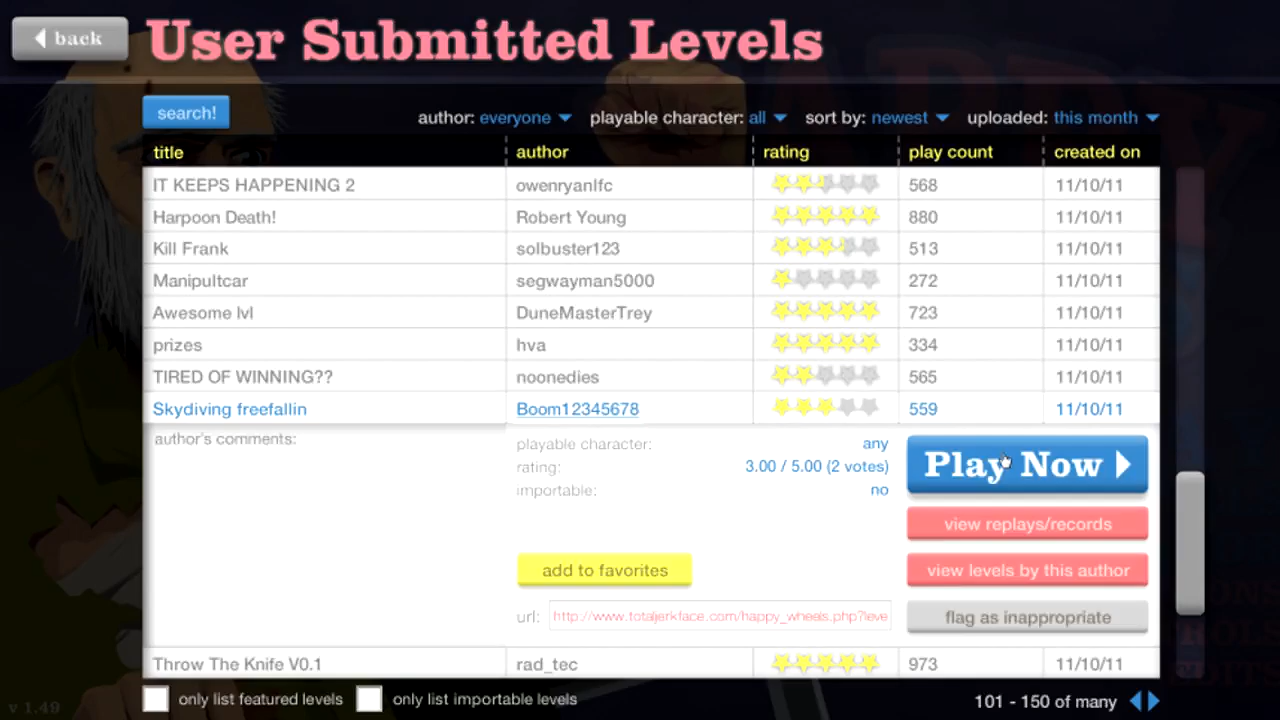 back
User Submitted Levels
search!
author: everyone playable character: all sort by: newest uploaded: this month
title author rating play count created on
IT KEEPS HAPPENING 2 owenryanlfc 568 11/10/11
Harpoon Death! Robert Young 880 11/10/11
Kill Frank solbuster123 513 11/10/11
Manipultcar segwayman5000 272 11/10/11
Awesome lvl DuneMasterTrey 723 11/10/11
prizes hva 334 11/10/11
TIRED OF WINNING?? noonedies 565 11/10/11
Skydiving freefallin Boom12345678 559 11/10/11
author's comments:
playable character: any
rating: 3.00 / 5.00 (2 votes)
importable: no
Play Now
view replays/records
add to favorites
view levels by this author
url: http://www.totaljerkface.com/happy_wheels.php?leve
flag as inappropriate
Throw The Knife V0.1 rad_tec 973 11/10/11
only list featured levels only list importable levels
101 - 150 of many
v 1.49